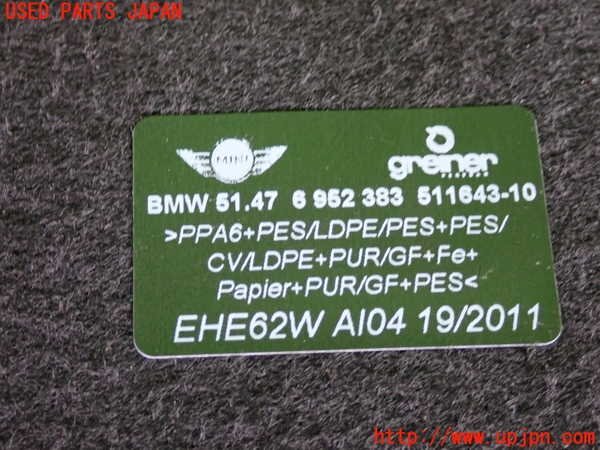 USED PARTS JAPAN
MINI
greiner
BMW 51.47 6 952 383 511643-10
>PPA6+PES/LDPE/PES+PES/
CV/LDPE+PUR/GF+Fe+
Papier+PUR/GF+PES<
EHE62W AI04 19/2011
http://www.upjpn.com/